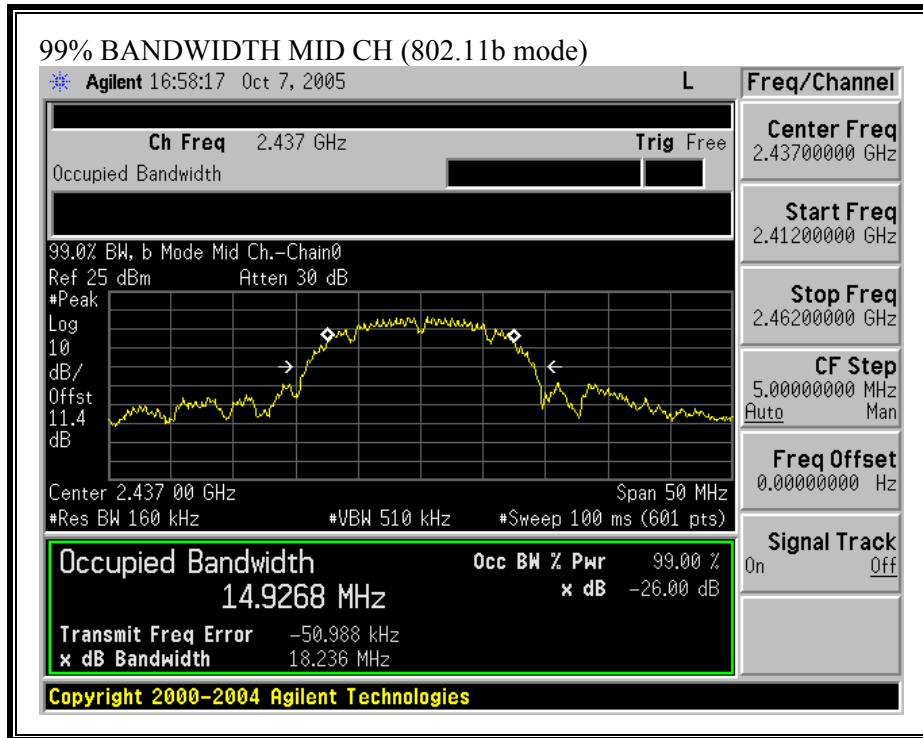 99% BANDWIDTH MID CH (802.11b mode)
Agilent 16:58:17 Oct 7, 2005 L Freq/Channel
Ch Freq 2.437 GHz Trig Free
Occupied Bandwidth
Center Freq
2.43700000 GHz
Start Freq
2.41200000 GHz
99.0% BW, b Mode Mid Ch.-Chain0
Ref 25 dBm Atten 30 dB
#Peak
Log
10
dB/
Offst
11.4
dB
Stop Freq
2.46200000 GHz
CF Step
5.00000000 MHz
Auto Man
Freq Offset
0.00000000 Hz
Center 2.437 00 GHz Span 50 MHz
#Res BW 160 kHz #VBW 510 kHz #Sweep 100 ms (601 pts)
Signal Track
On Off
Occupied Bandwidth Occ BW % Pwr 99.00 %
14.9268 MHz x dB -26.00 dB
Transmit Freq Error -50.988 kHz
x dB Bandwidth 18.236 MHz
Copyright 2000-2004 Agilent Technologies